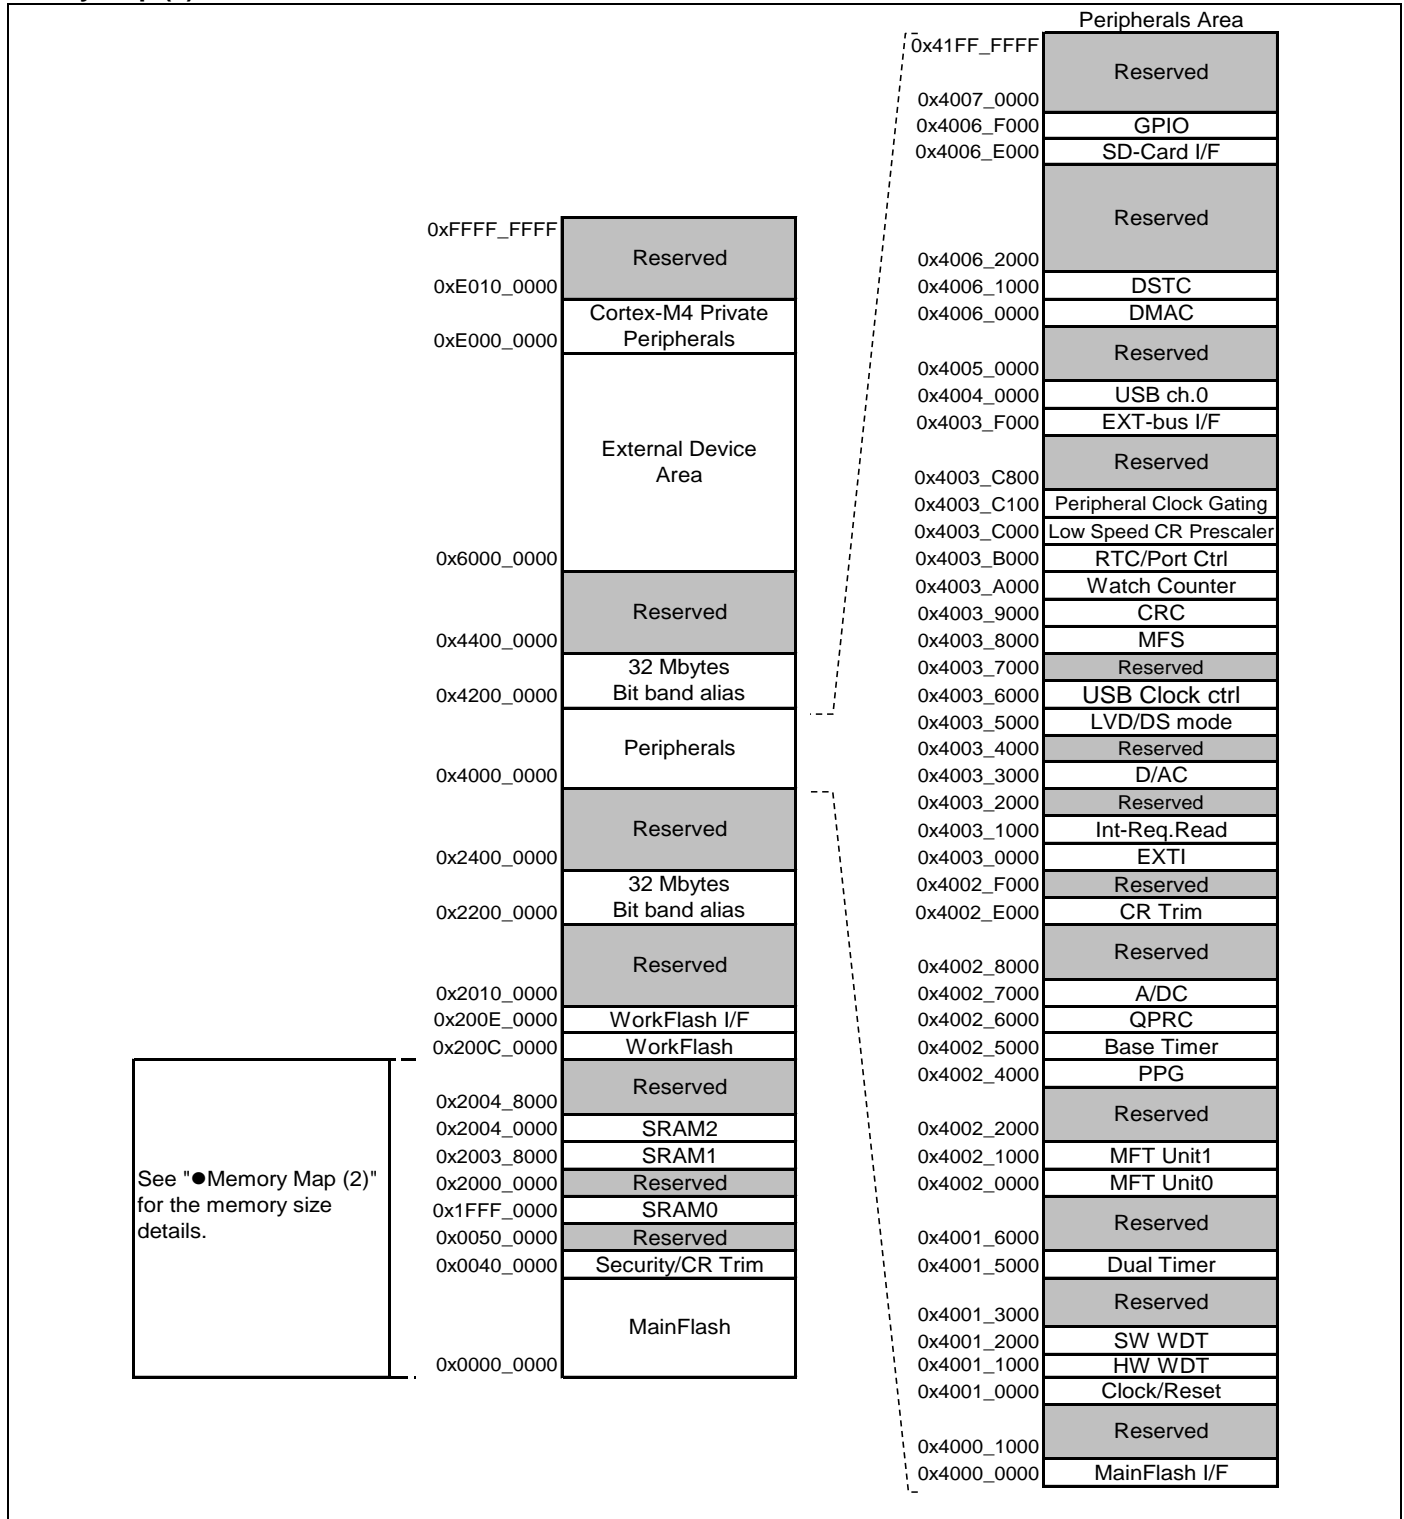 Peripherals Area
0x41FF_FFFF
Reserved
0x4007_0000
0x4006_F000 GPIO
0x4006_E000 SD-Card I/F
Reserved
0x4006_2000
0x4006_1000 DSTC
0x4006_0000 DMAC
Reserved
0x4005_0000
0x4004_0000 USB ch.0
0x4003_F000 EXT-bus I/F
Reserved
0x4003_C800
0x4003_C100 Peripheral Clock Gating
0x4003_C000 Low Speed CR Prescaler
0x4003_B000 RTC/Port Ctrl
0x4003_A000 Watch Counter
0x4003_9000 CRC
0x4003_8000 MFS
0x4003_7000 Reserved
0x4003_6000 USB Clock ctrl
0x4003_5000 LVD/DS mode
0x4003_4000 Reserved
0x4003_3000 D/AC
0x4003_2000 Reserved
0x4003_1000 Int-Req.Read
0x4003_0000 EXTI
0x4002_F000 Reserved
0x4002_E000 CR Trim
Reserved
0x4002_8000
0x4002_7000 A/DC
0x4002_6000 QPRC
0x4002_5000 Base Timer
0x4002_4000 PPG
Reserved
0x4002_2000
0x4002_1000 MFT Unit1
0x4002_0000 MFT Unit0
Reserved
0x4001_6000
0x4001_5000 Dual Timer
Reserved
0x4001_3000
0x4001_2000 SW WDT
0x4001_1000 HW WDT
0x4001_0000 Clock/Reset
Reserved
0x4000_1000
0x4000_0000 MainFlash I/F
0xFFFF_FFFF
Reserved
0xE010_0000
Cortex-M4 Private
0xE000_0000 Peripherals
External Device
Area
0x6000_0000
Reserved
0x4400_0000
32 Mbytes
0x4200_0000 Bit band alias
Peripherals
0x4000_0000
Reserved
0x2400_0000
32 Mbytes
0x2200_0000 Bit band alias
Reserved
0x2010_0000
0x200E_0000 WorkFlash I/F
0x200C_0000 WorkFlash
Reserved
0x2004_8000
0x2004_0000 SRAM2
0x2003_8000 SRAM1
0x2000_0000 Reserved
0x1FFF_0000 SRAM0
0x0050_0000 Reserved
0x0040_0000 Security/CR Trim
MainFlash
0x0000_0000
See "●Memory Map (2)"
for the memory size
details.